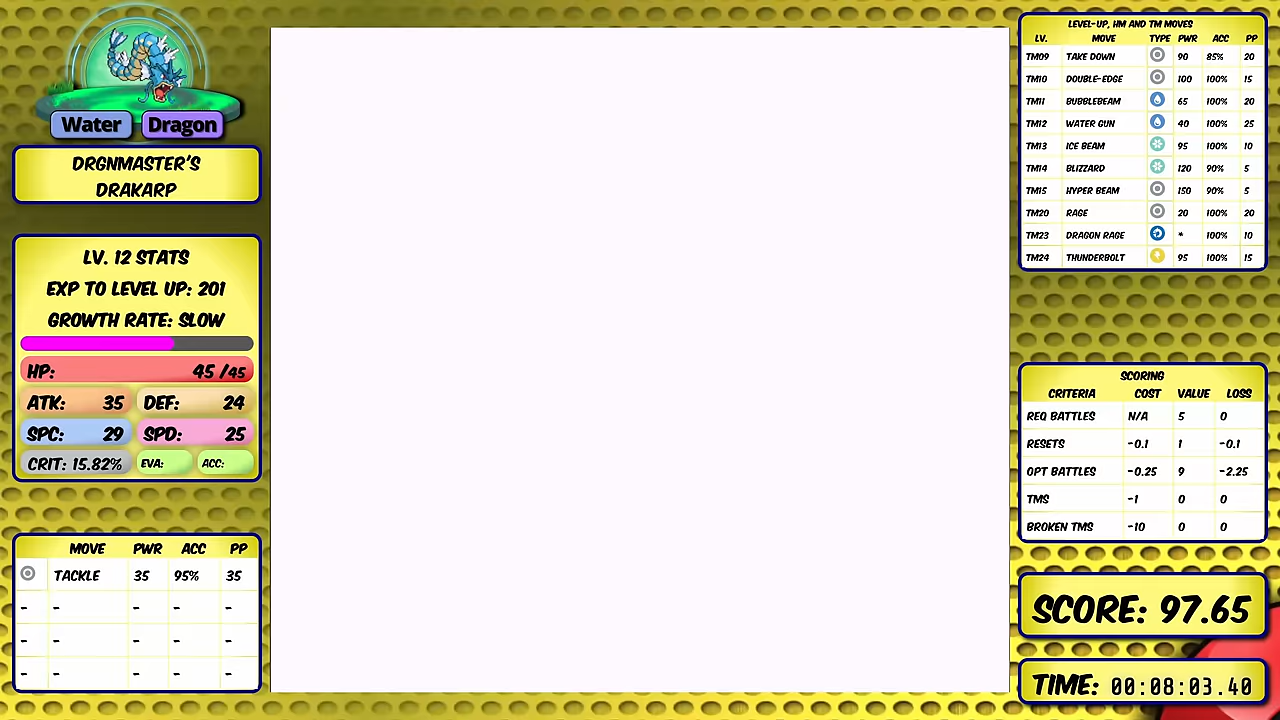 Water Dragon
DRGNMASTER'S
DRAKARP
LV. 12 STATS
EXP TO LEVEL UP: 201
GROWTH RATE: SLOW
HP: 45 /45
ATK: 35 DEF: 24
SPC: 29 SPD: 25
CRIT: 15.82% EVA: ACC:
MOVE PWR ACC PP
TACKLE 35 95% 35
- - - - -
- - - - -
- - - - -
LEVEL-UP, HM AND TM MOVES
LV. MOVE TYPE PWR ACC PP
TM09 TAKE DOWN 90 85% 20
TM10 DOUBLE-EDGE 100 100% 15
TM11 BUBBLEBEAM 65 100% 20
TM12 WATER GUN 40 100% 25
TM13 ICE BEAM 95 100% 10
TM14 BLIZZARD 120 90% 5
TM15 HYPER BEAM 150 90% 5
TM20 RAGE 20 100% 20
TM23 DRAGON RAGE * 100% 10
TM24 THUNDERBOLT 95 100% 15
SCORING
CRITERIA COST VALUE LOSS
REQ BATTLES N/A 5 0
RESETS -0.1 1 -0.1
OPT BATTLES -0.25 9 -2.25
TMS -1 0 0
BROKEN TMS -10 0 0
SCORE: 97.65
TIME: 00:08:03.40